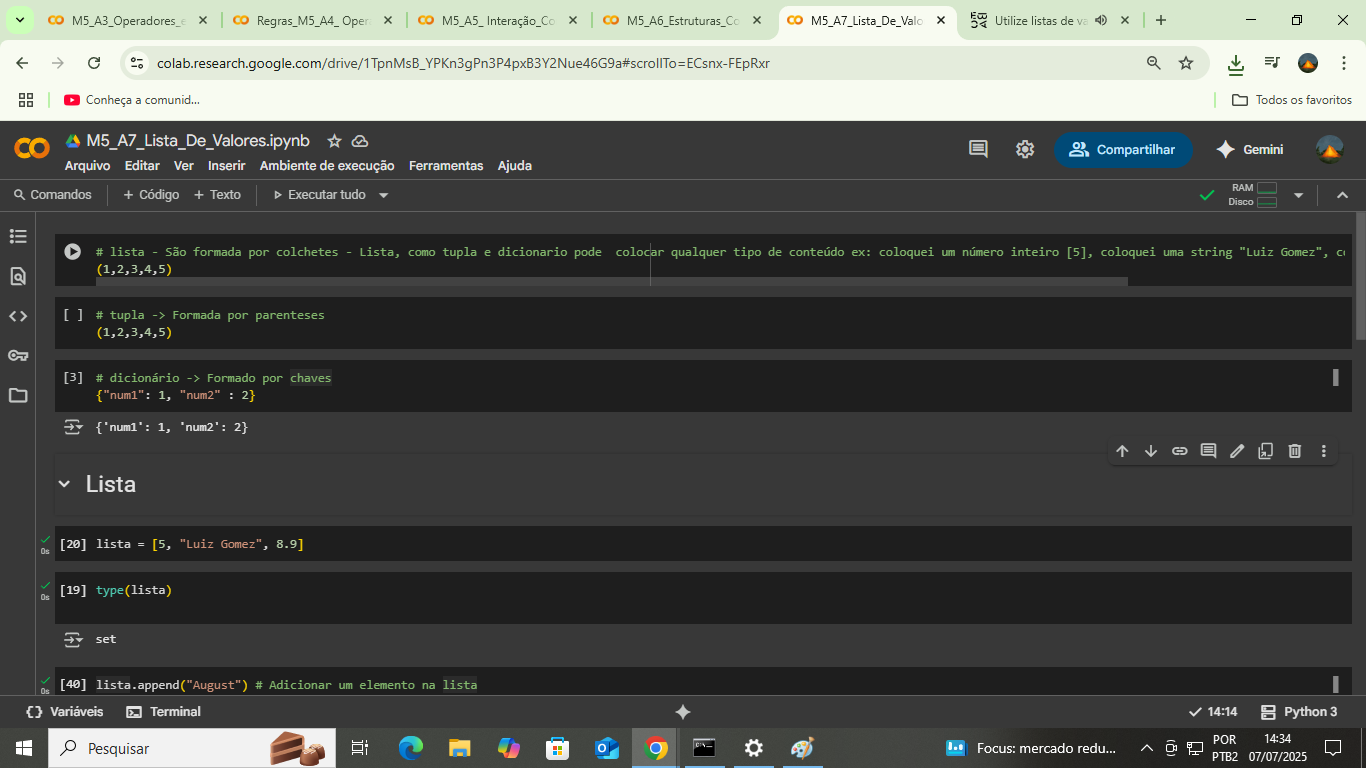 M5_A3_Operadores_e
Regras_M5_A4_ Opera
M5_A5_ Interação_Co
M5_A6_Estruturas_Co
M5_A7_Lista_De_Valo
Utilize listas de va
colab.research.google.com/drive/1TpnMsB_YPKn3gPn3P4pxB3Y2Nue46G9a#scrollTo=ECsnx-FEpRxr
Conheça a comunid...
Todos os favoritos
M5_A7_Lista_De_Valores.ipynb
Arquivo Editar Ver Inserir Ambiente de execução Ferramentas Ajuda
Compartilhar
Gemini
Comandos + Código + Texto Executar tudo
RAM
Disco
# lista - São formada por colchetes - Lista, como tupla e dicionario pode  colocar qualquer tipo de conteúdo ex: coloquei um número inteiro [5], coloquei uma string "Luiz Gomez", co
(1,2,3,4,5)
[ ] # tupla -> Formada por parenteses
(1,2,3,4,5)
[3] # dicionário -> Formado por chaves
{"num1": 1, "num2" : 2}
{'num1': 1, 'num2': 2}
Lista
[20] lista = [5, "Luiz Gomez", 8.9]
0s
[19] type(lista)
0s
set
[40] lista.append("August") # Adicionar um elemento na lista
0s
Variáveis Terminal
14:14 Python 3
Pesquisar
Focus: mercado redu...
POR
PTB2
14:34
07/07/2025